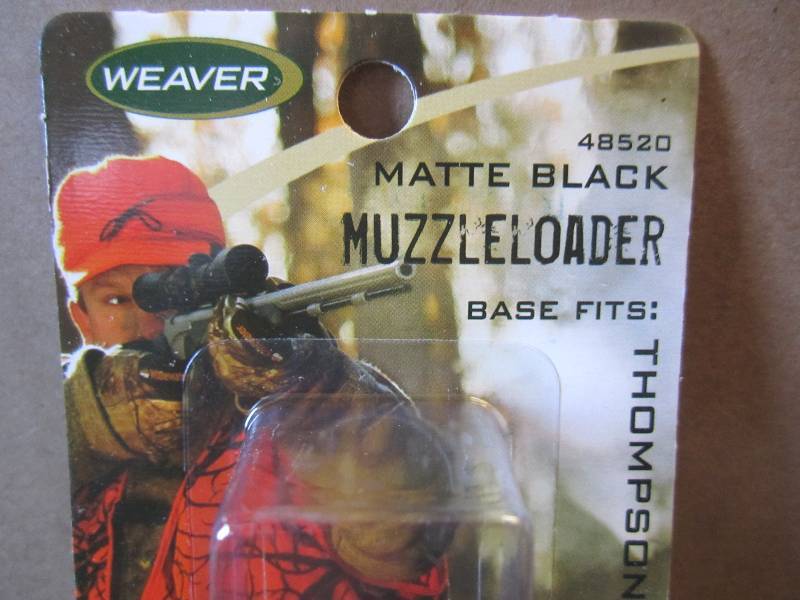 WEAVER
48520
MATTE BLACK
MUZZLELOADER
BASE FITS:
THOMPSON